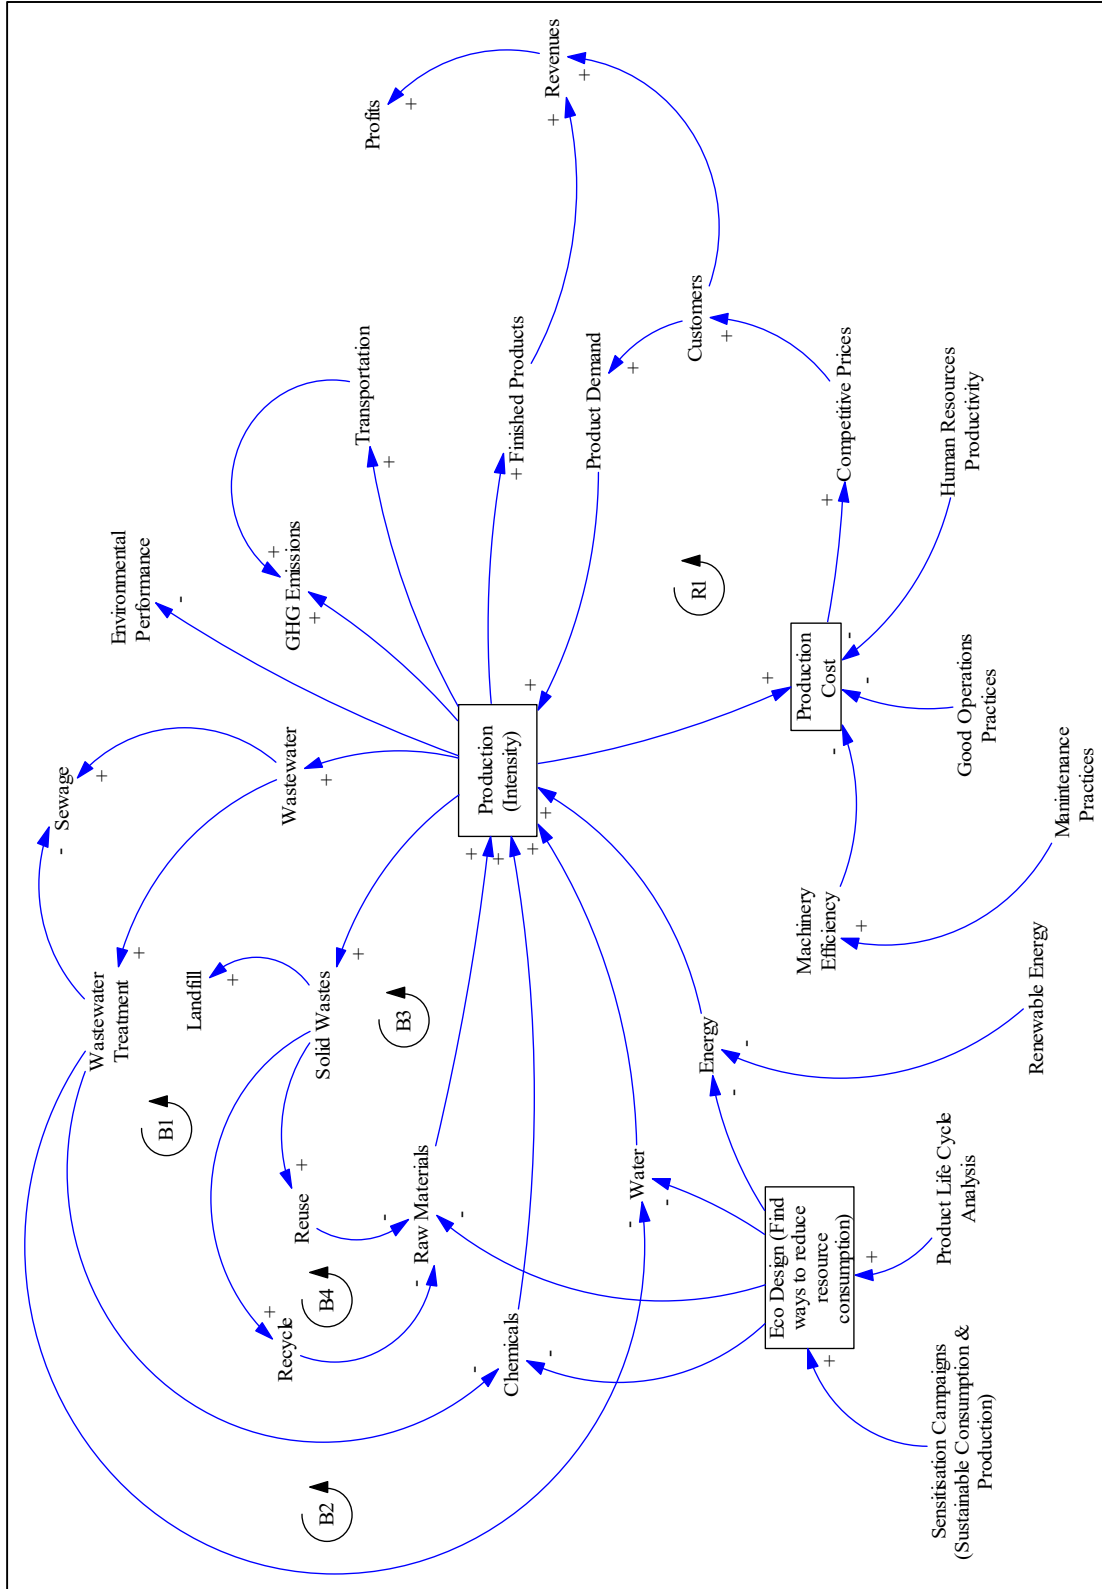 Sensitisation Campaigns
(Sustainable Consumption &
Production)
Product Life Cycle
Analysis
Eco Design (Find
ways to reduce
resource
consumption)
Renewable Energy
Manintenance
Practices
Machinery
Efficiency
Good Operations
Practices
Human Resources
Productivity
Production
Cost
Competitive Prices
Customers
Product Demand
Revenues
Profits
Finished Products
Transportation
GHG Emissions
Environmental
Performance
Production
(Intensity)
Wastewater
Sewage
Wastewater
Treatment
Landfill
Solid Wastes
Reuse
Recycle
Raw Materials
Chemicals
Water
Energy
B1
B2
B3
B4
R1